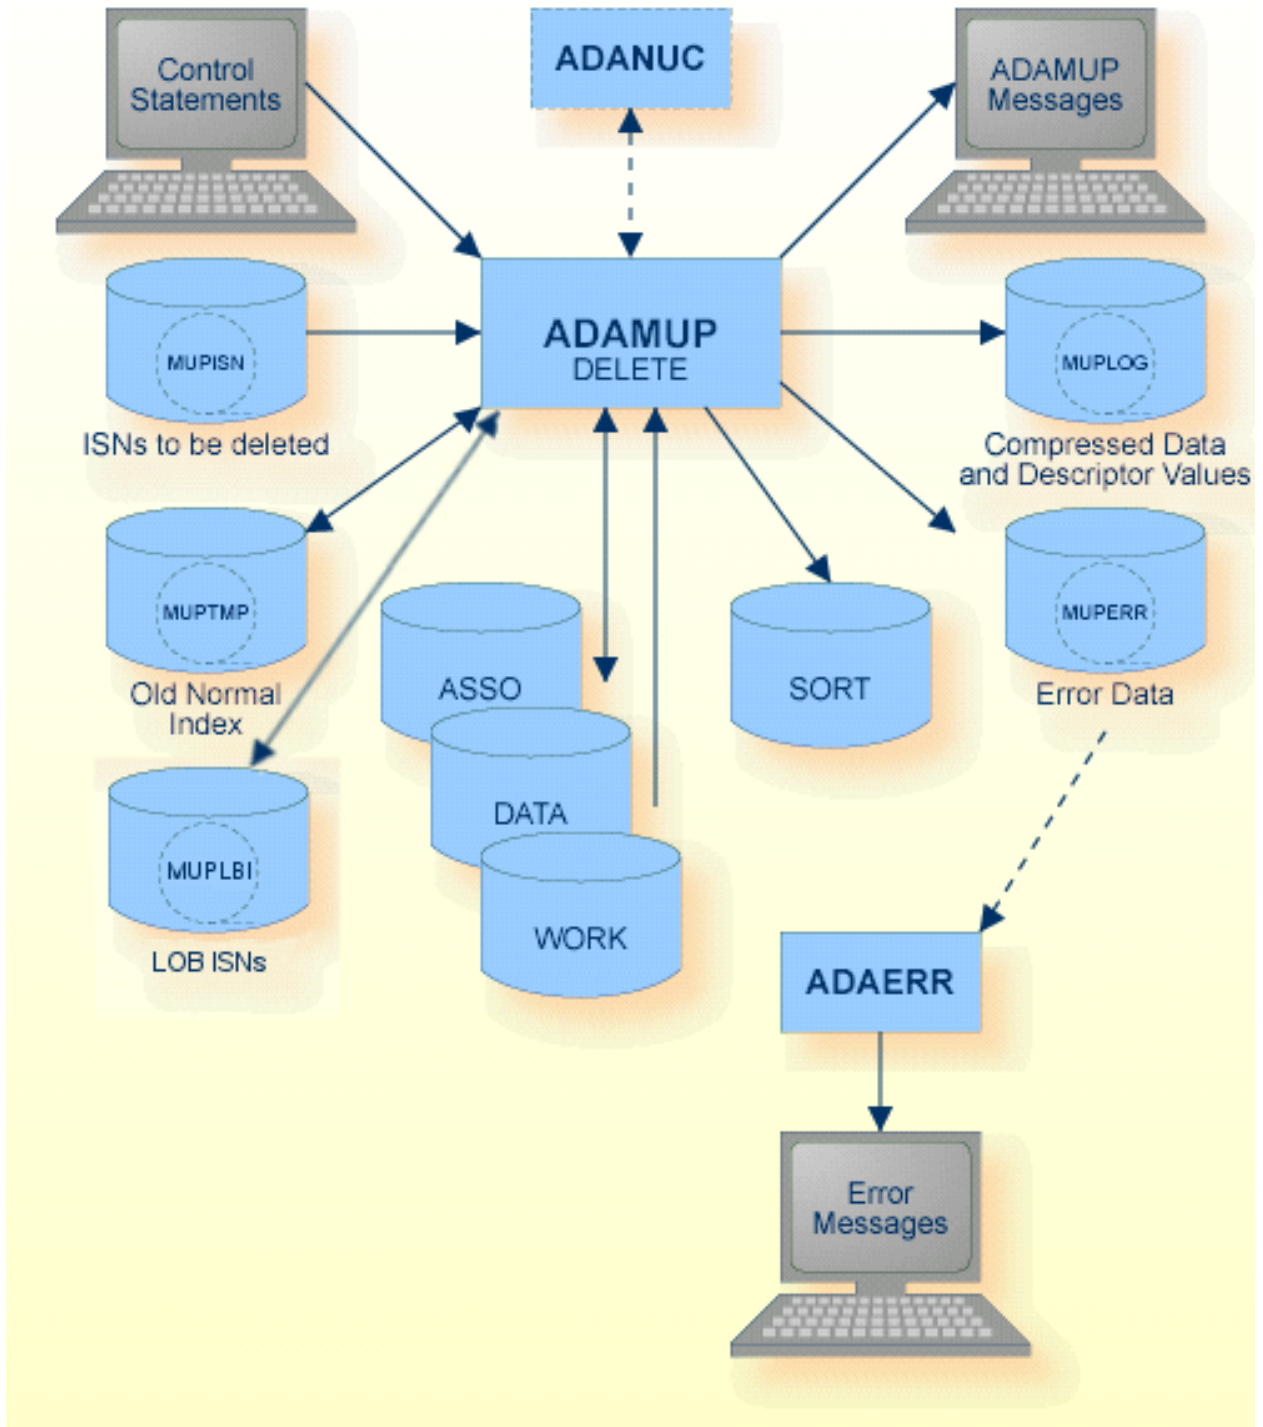 Control
Statements
ADANUC
ADAMUP
Messages
MUPISN
ISNs to be deleted
ADAMUP
DELETE
MUPLOG
Compressed Data
and Descriptor Values
MUPTMP
Old Normal
Index
MUPERR
Error Data
ASSO
SORT
DATA
MUPLBI
LOB ISNs
WORK
ADAERR
Error
Messages